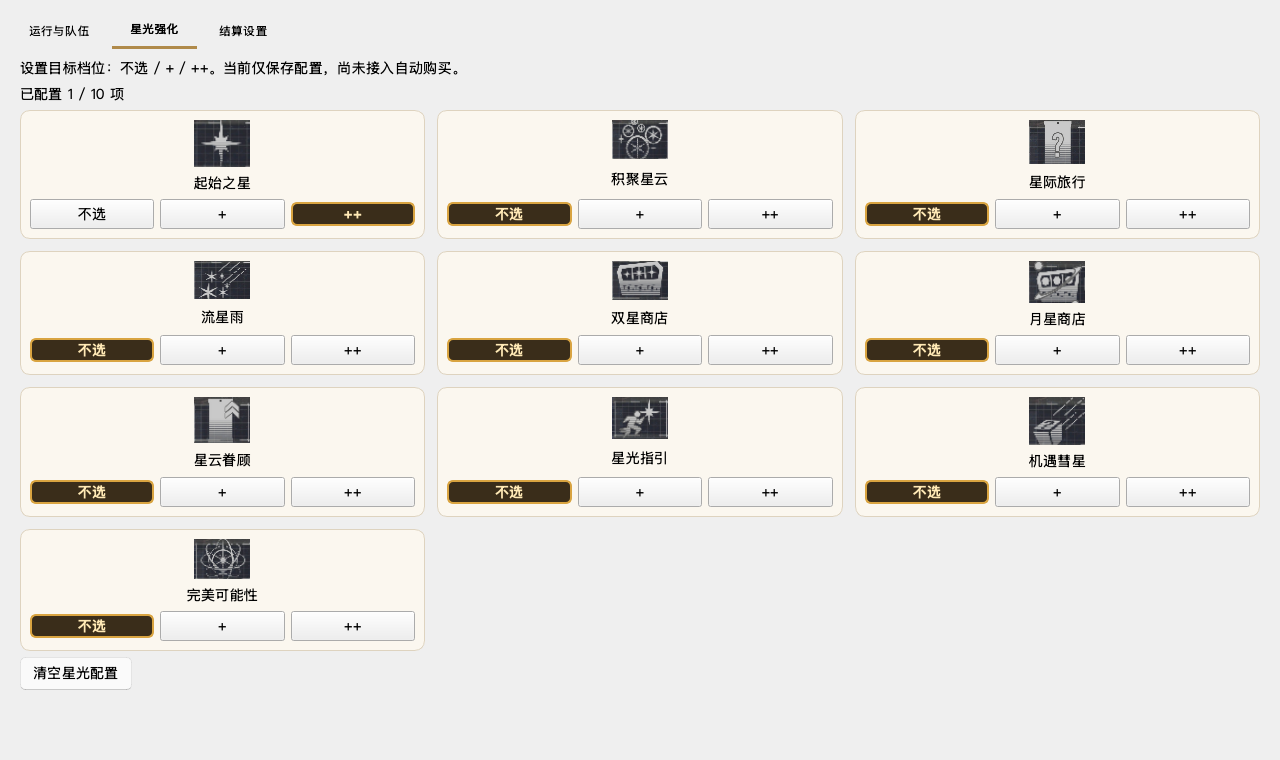 运行与队伍 星光强化 结算设置
设置目标档位：不选 / + / ++。当前仅保存配置，尚未接入自动购买。
已配置 1 / 10 项
起始之星 积聚星云 星际旅行
不选 + ++ 不选 + ++ 不选 + ++
流星雨 双星商店 月星商店
不选 + ++ 不选 + ++ 不选 + ++
星云眷顾 星光指引 机遇彗星
不选 + ++ 不选 + ++ 不选 + ++
完美可能性
不选 + ++
清空星光配置